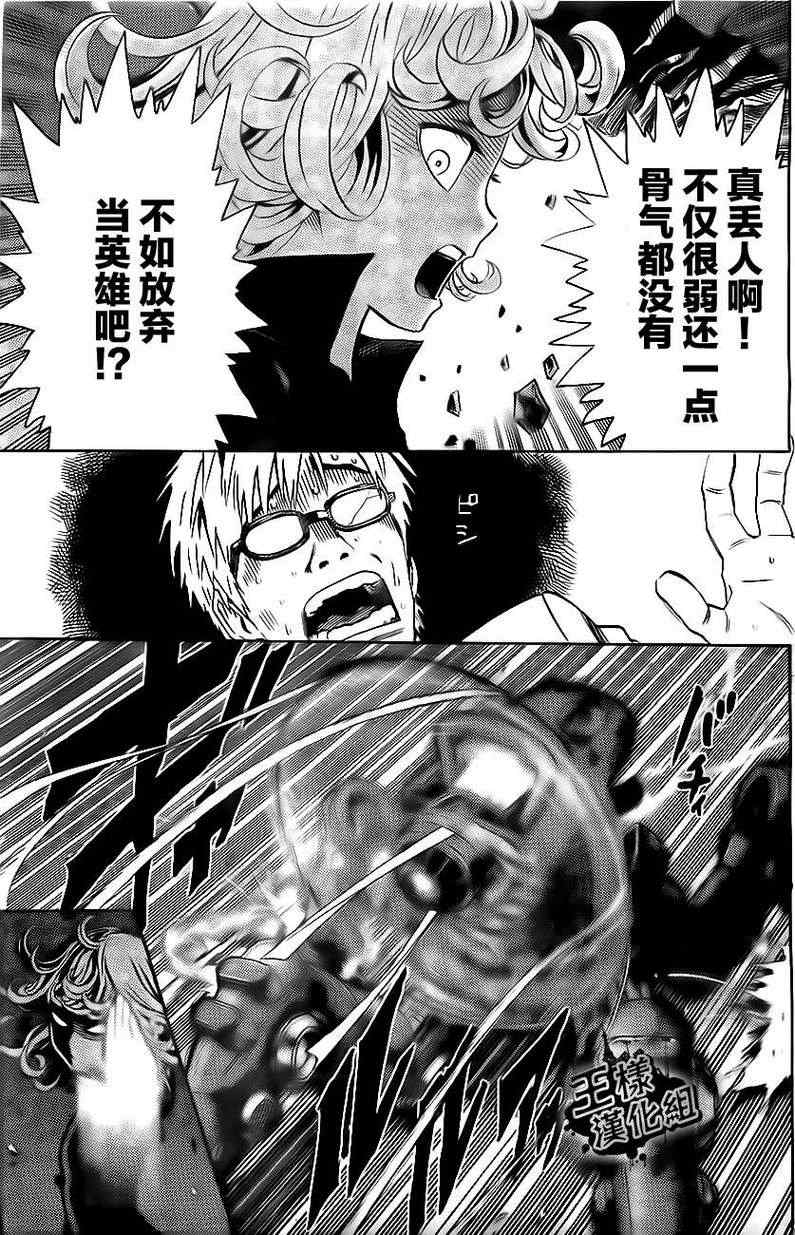 真丢人啊！
不仅很弱还一点
骨气都没有
不如放弃
当英雄吧!?
ピシ
バチィ
王樣
漢化組